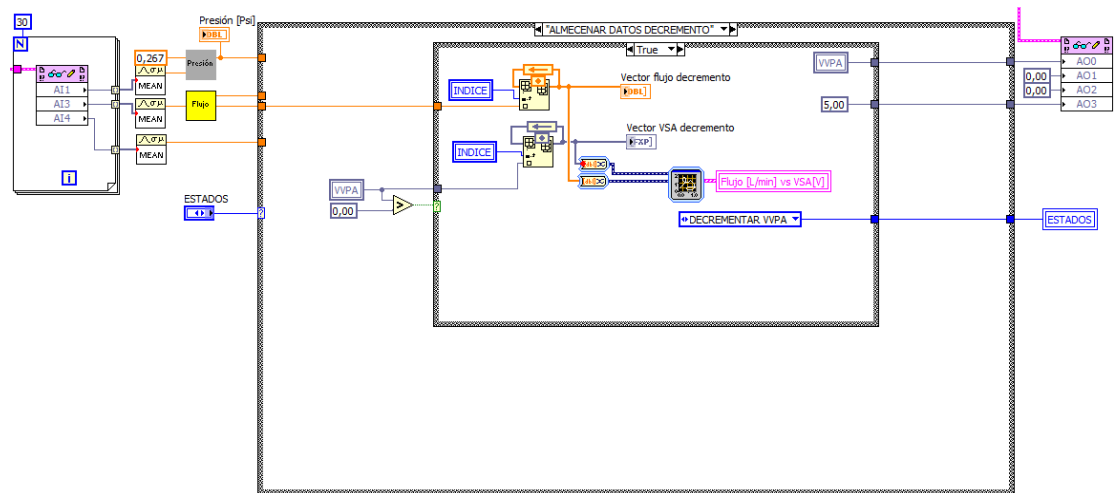 30
N
AI1
AI3
AI4
i
0,267
MEAN
MEAN
MEAN
Presión [Psi]
DBL
Presión
Flujo
ESTADOS
"ALMECENAR DATOS DECREMENTO"
True
INDICE
Vector flujo decremento
DBL]
INDICE
Vector VSA decremento
FXP]
VVPA
0,00
>
?
?
Flujo [L/min] vs VSA[V]
DECREMENTAR VVPA
VVPA
5,00
ESTADOS
AO0
0,00
AO1
0,00
AO2
AO3